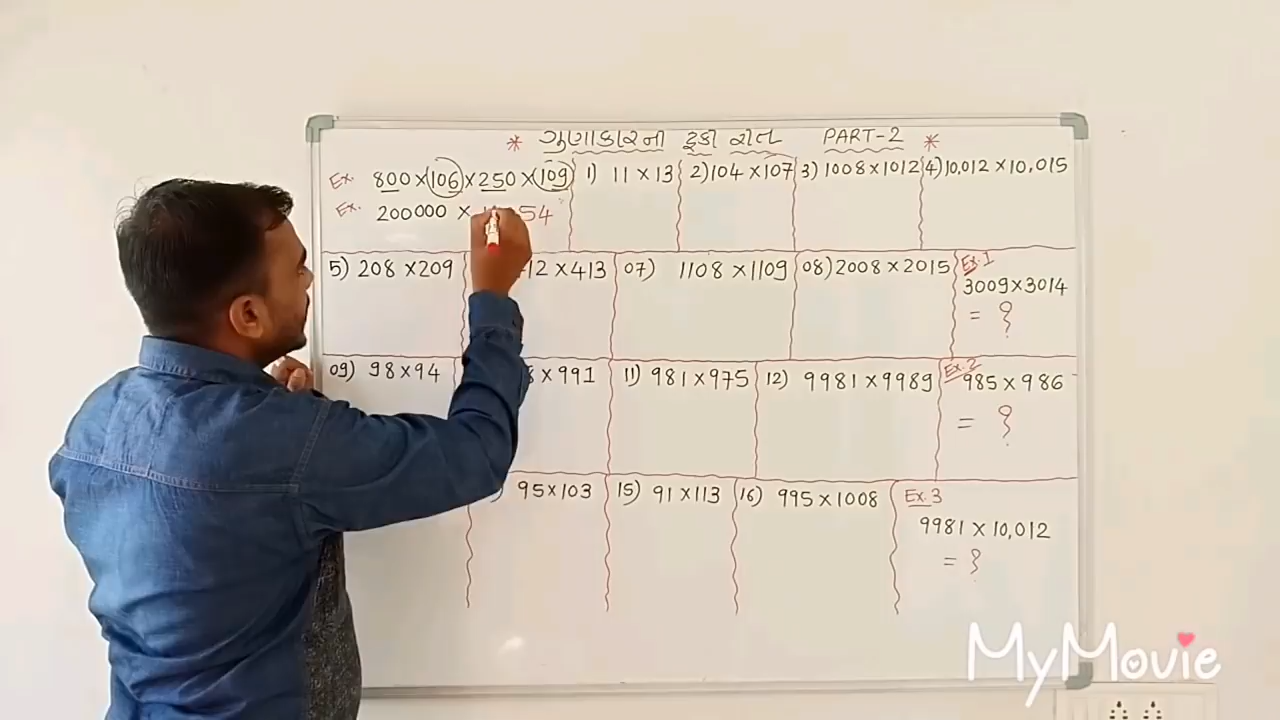 * ગુણાકારની ટૂંકી રીત PART-2 *
Ex. 800 × 106 × 250 × 109
Ex. 200000 × 54
1) 11 × 13
2) 104 × 107
3) 1008 × 1012
4) 10,012 × 10,015
5) 208 × 209
12 × 413
07) 1108 × 1109
08) 2008 × 2015
Ex.1
3009 × 3014
= ?
09) 98 × 94
8 × 991
11) 981 × 975
12) 9981 × 9989
Ex.2
985 × 986
= ?
95 × 103
15) 91 × 113
16) 995 × 1008
Ex.3
9981 × 10,012
= ?
MyMovie